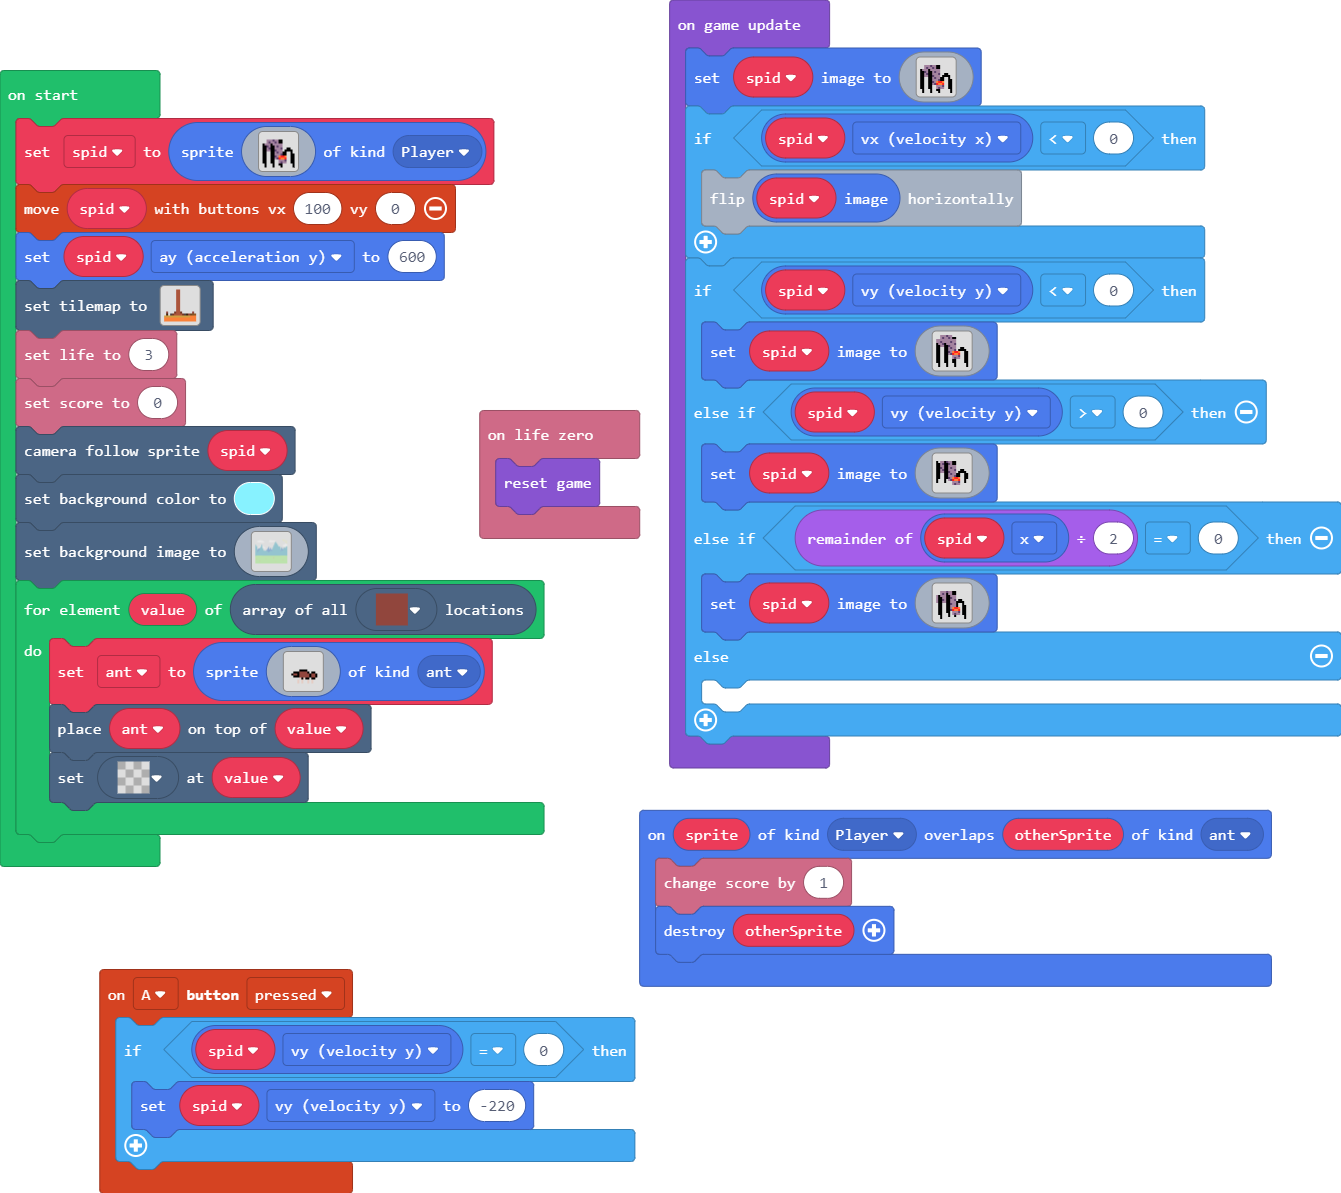 on start
set spid to sprite of kind Player
move spid with buttons vx 100 vy 0
set spid ay (acceleration y) to 600
set tilemap to
set life to 3
set score to 0
camera follow sprite spid
set background color to
set background image to
for element value of array of all locations
do
set ant to sprite of kind ant
place ant on top of value
set at value
on life zero
reset game
on game update
set spid image to
if spid vx (velocity x) < 0 then
flip spid image horizontally
if spid vy (velocity y) < 0 then
set spid image to
else if spid vy (velocity y) > 0 then
set spid image to
else if remainder of spid x ÷ 2 = 0 then
set spid image to
else
on sprite of kind Player overlaps otherSprite of kind ant
change score by 1
destroy otherSprite
on A button pressed
if spid vy (velocity y) = 0 then
set spid vy (velocity y) to -220